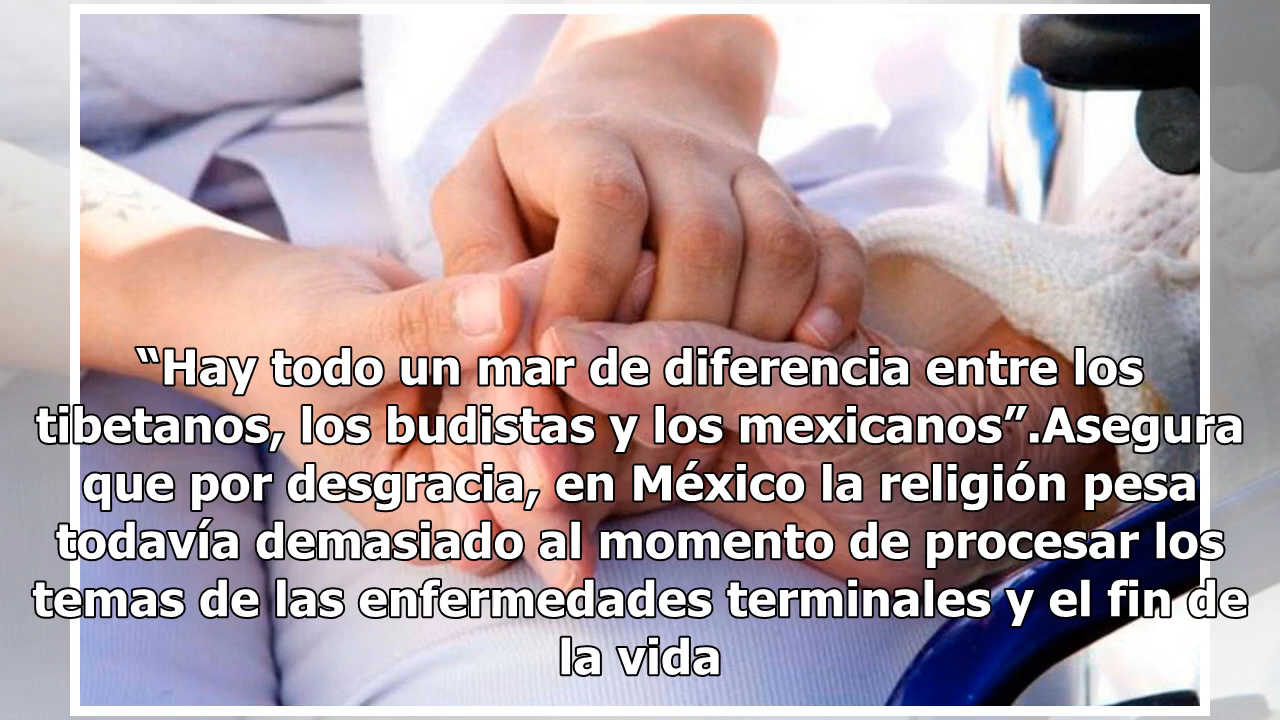 “Hay todo un mar de diferencia entre los
tibetanos, los budistas y los mexicanos”.Asegura
que por desgracia, en México la religión pesa
todavía demasiado al momento de procesar los
temas de las enfermedades terminales y el fin de
la vida